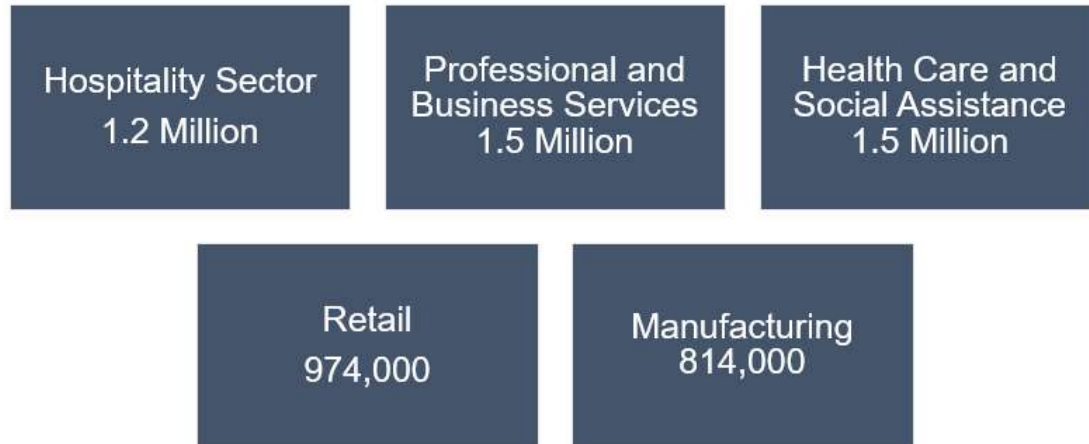 Hospitality Sector
1.2 Million
Professional and
Business Services
1.5 Million
Health Care and
Social Assistance
1.5 Million
Retail
974,000
Manufacturing
814,000